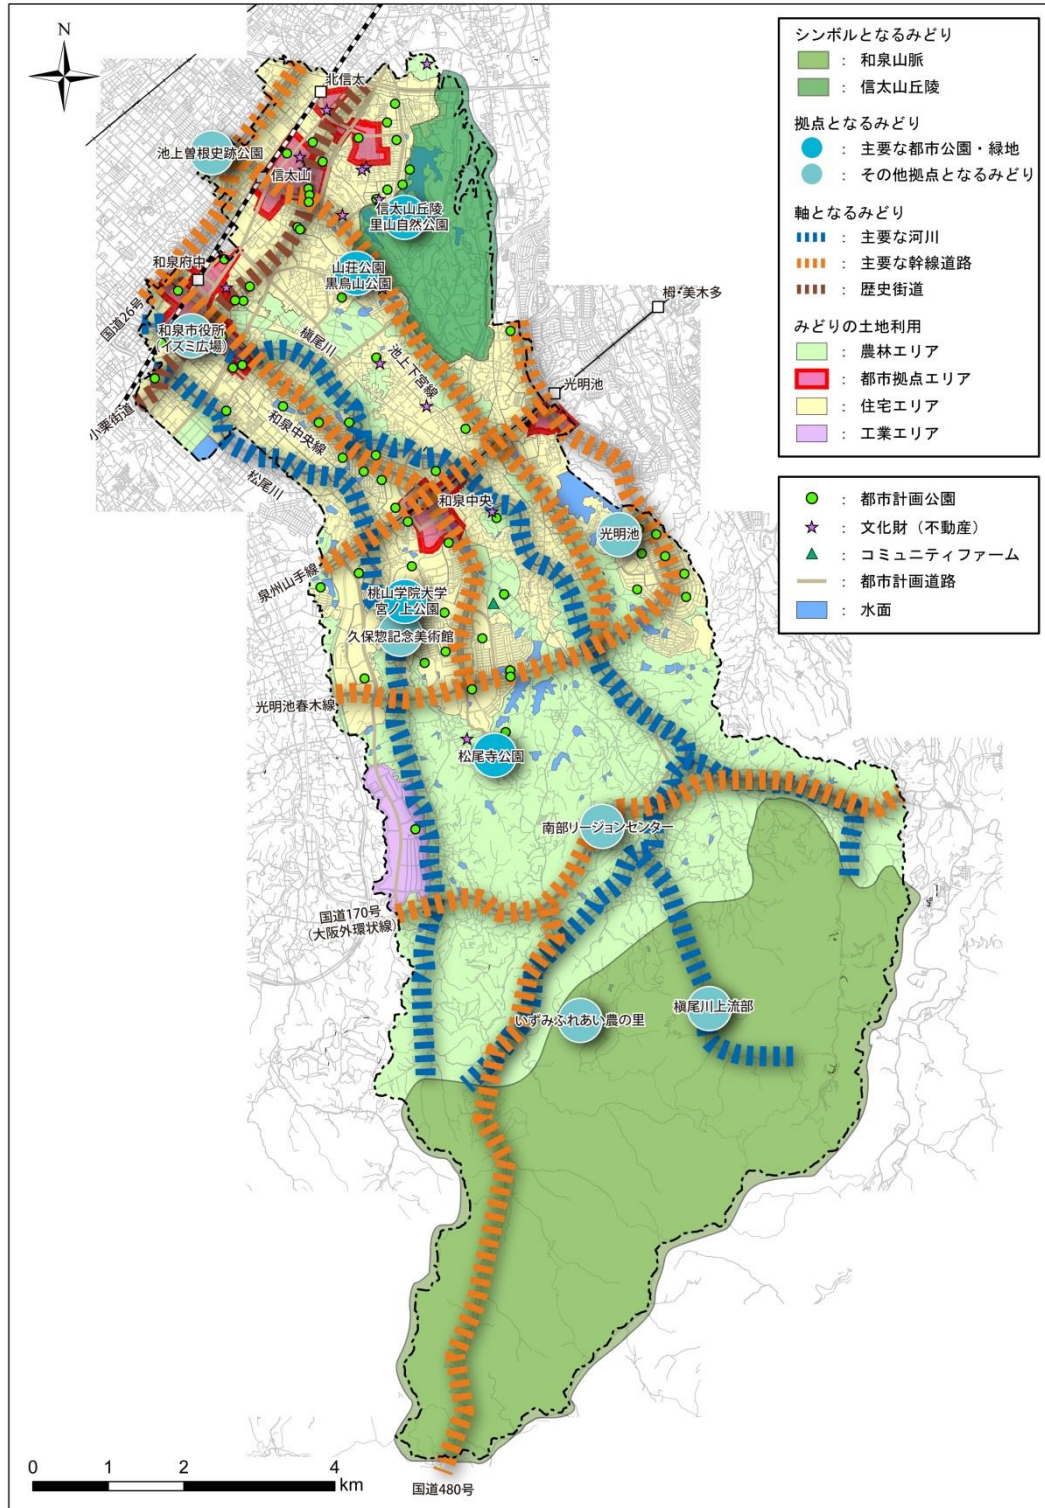 N
北信太
池上曽根史跡公園
信太山
信太山丘陵
里山自然公園
和泉府中
山荘公園
黒鳥山公園
国道26号
栂・美木多
和泉市役所
(イズミ広場)
槇尾川
池上下宮線
光明池
小栗街道
和泉中央線
松尾川
和泉中央
光明池
泉州山手線
桃山学院大学
宮ノ上公園
久保惣記念美術館
光明池春木線
松尾寺公園
南部リージョンセンター
国道170号
(大阪外環状線)
槇尾川上流部
いずみふれあい農の里
国道480号
0 1 2 4
km
シンボルとなるみどり
: 和泉山脈
: 信太山丘陵
拠点となるみどり
: 主要な都市公園・緑地
: その他拠点となるみどり
軸となるみどり
: 主要な河川
: 主要な幹線道路
: 歴史街道
みどりの土地利用
: 農林エリア
: 都市拠点エリア
: 住宅エリア
: 工業エリア
: 都市計画公園
: 文化財（不動産）
: コミュニティファーム
: 都市計画道路
: 水面